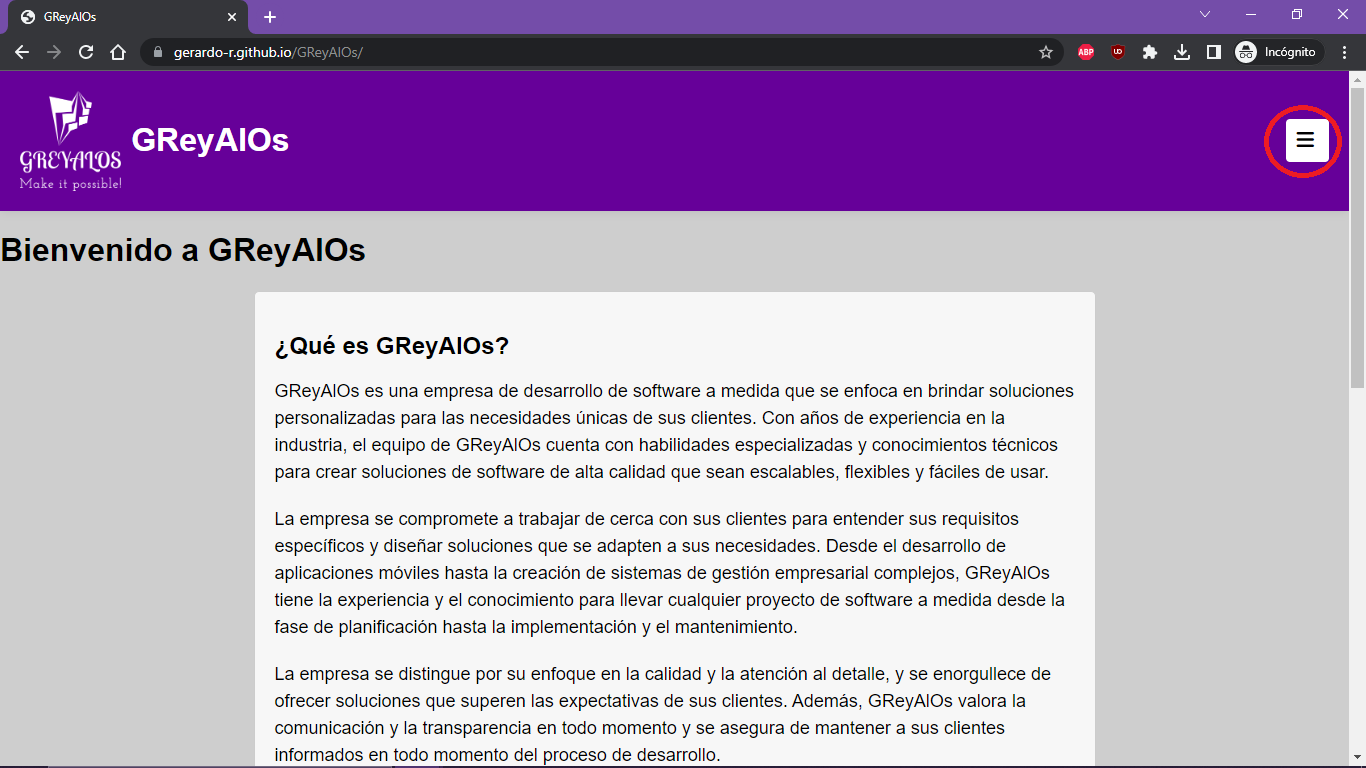 GReyAlOs
gerardo-r.github.io/GReyAlOs/
ABP
UD
Incógnito
GREYALOS
Make it possible!
GReyAlOs
Bienvenido a GReyAlOs
¿Qué es GReyAlOs?
GReyAlOs es una empresa de desarrollo de software a medida que se enfoca en brindar soluciones
personalizadas para las necesidades únicas de sus clientes. Con años de experiencia en la
industria, el equipo de GReyAlOs cuenta con habilidades especializadas y conocimientos técnicos
para crear soluciones de software de alta calidad que sean escalables, flexibles y fáciles de usar.
La empresa se compromete a trabajar de cerca con sus clientes para entender sus requisitos
específicos y diseñar soluciones que se adapten a sus necesidades. Desde el desarrollo de
aplicaciones móviles hasta la creación de sistemas de gestión empresarial complejos, GReyAlOs
tiene la experiencia y el conocimiento para llevar cualquier proyecto de software a medida desde la
fase de planificación hasta la implementación y el mantenimiento.
La empresa se distingue por su enfoque en la calidad y la atención al detalle, y se enorgullece de
ofrecer soluciones que superen las expectativas de sus clientes. Además, GReyAlOs valora la
comunicación y la transparencia en todo momento y se asegura de mantener a sus clientes
informados en todo momento del proceso de desarrollo.